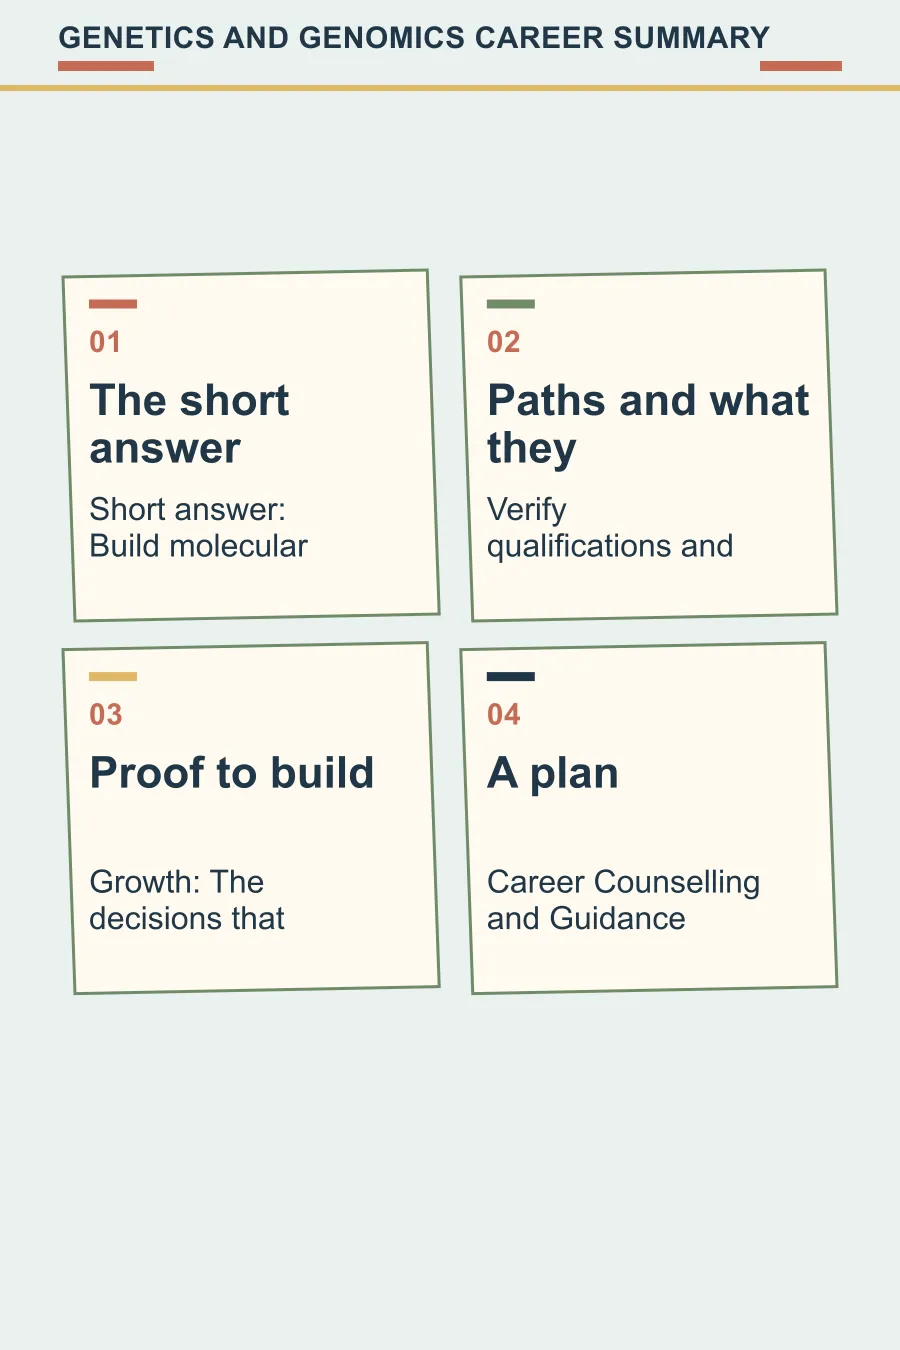 GENETICS AND GENOMICS CAREER SUMMARY
01
The short
answer
Short answer:
Build molecular
02
Paths and what
they
Verify
qualifications and
03
Proof to build
Growth: The
decisions that
04
A plan
Career Counselling
and Guidance